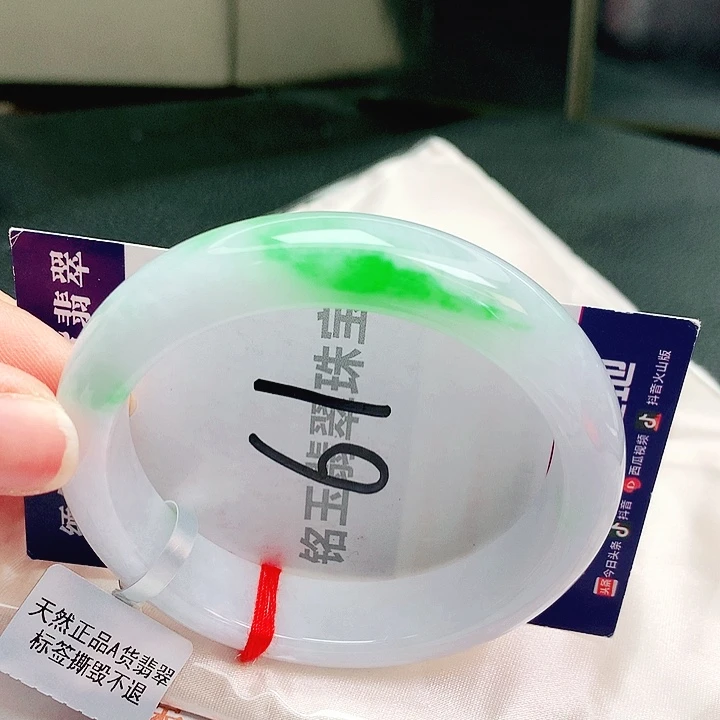 翡翠
铭玉翡翠珠宝
61
头条
今日头条 抖音 西瓜视频 抖音火山版
天然正品A货翡翠
标签撕毁不退